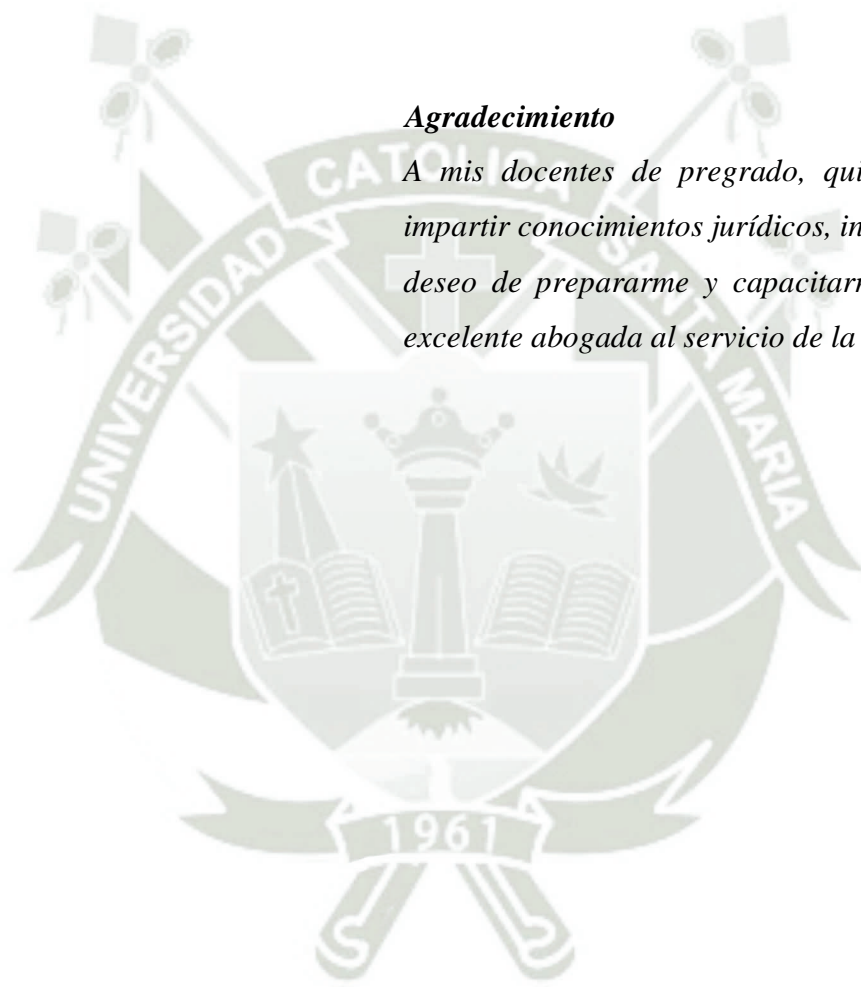 Agradecimiento
A mis docentes de pregrado, qui
impartir conocimientos jurídicos, in
deseo de prepararme y capacitarn
excelente abogada al servicio de la
UNIVERSIDAD CATOLICA SANTA MARIA
1961